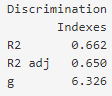 Discrimination
Indexes
R2 0.662
R2 adj 0.650
g 6.326